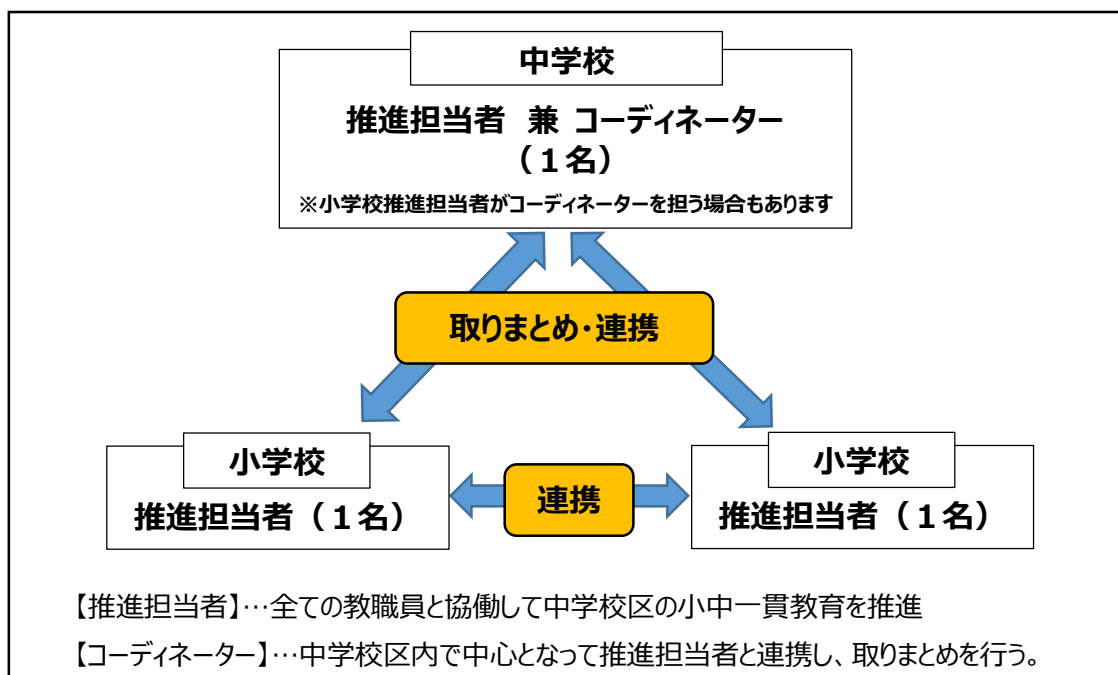 中学校
推進担当者 兼 コーディネーター
（１名）
※小学校推進担当者がコーディネーターを担う場合もあります
取りまとめ・連携
小学校
推進担当者（１名）
連携
小学校
推進担当者（１名）
【推進担当者】…全ての教職員と協働して中学校区の小中一貫教育を推進
【コーディネーター】…中学校区内で中心となって推進担当者と連携し、取りまとめを行う。